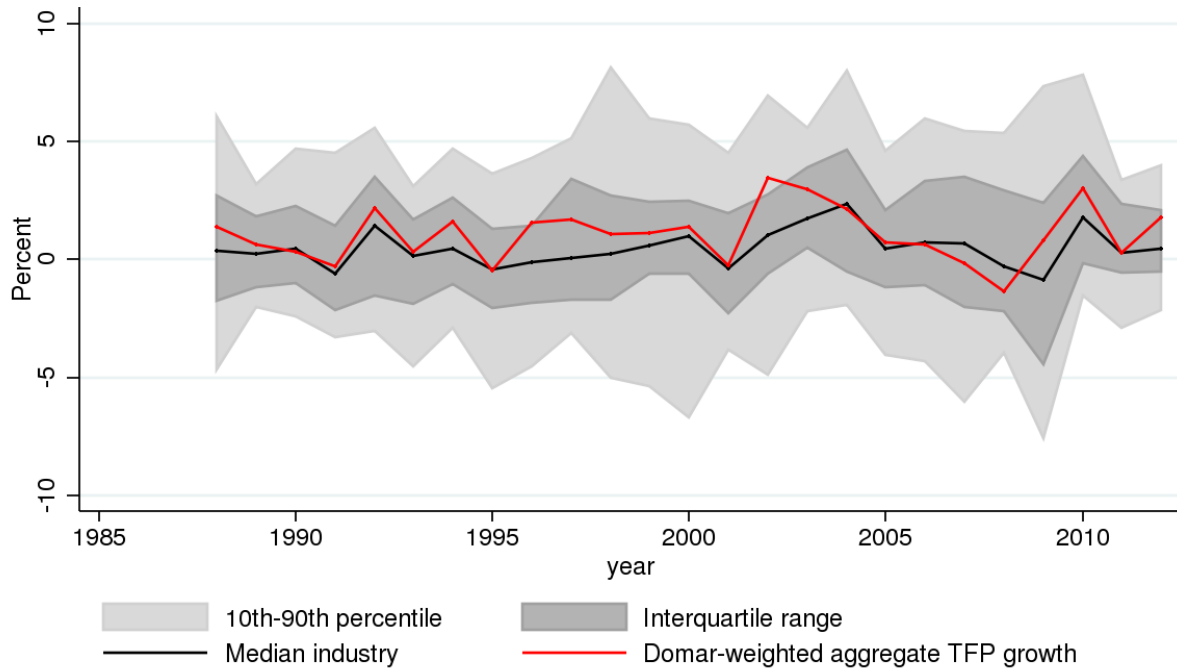 10
5
0
-5
-10
Percent
1985 1990 1995 2000 2005 2010
year
10th-90th percentile Interquartile range
Median industry Domar-weighted aggregate TFP growth